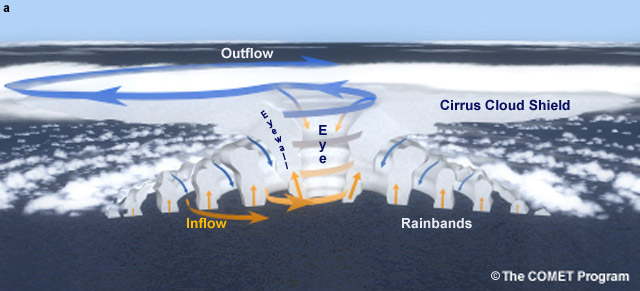 a
Outflow
Cirrus Cloud Shield
Eyewall
Eye
Inflow
Rainbands
© The COMET Program